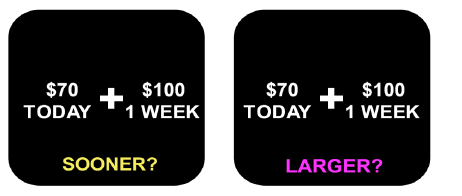 $70 + $100
TODAY 1 WEEK
SOONER?
$70 + $100
TODAY 1 WEEK
LARGER?